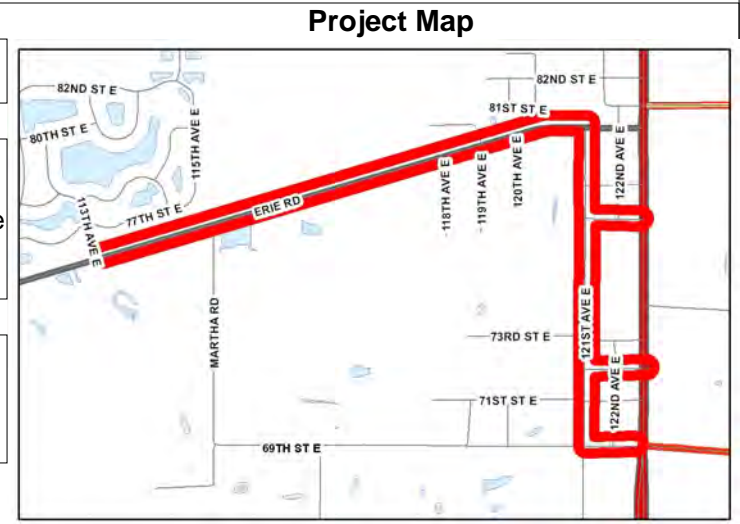 Project Map
82ND ST E
82ND ST E
81ST ST E
80TH ST E
115TH AVE E
122ND AVE E
120TH AVE E
119TH AVE E
118TH AVE E
113TH AVE E
77TH ST E
ERIE RD
e
MARTHA RD
121ST AVE E
73RD ST E
122ND AVE E
71ST ST E
69TH ST E